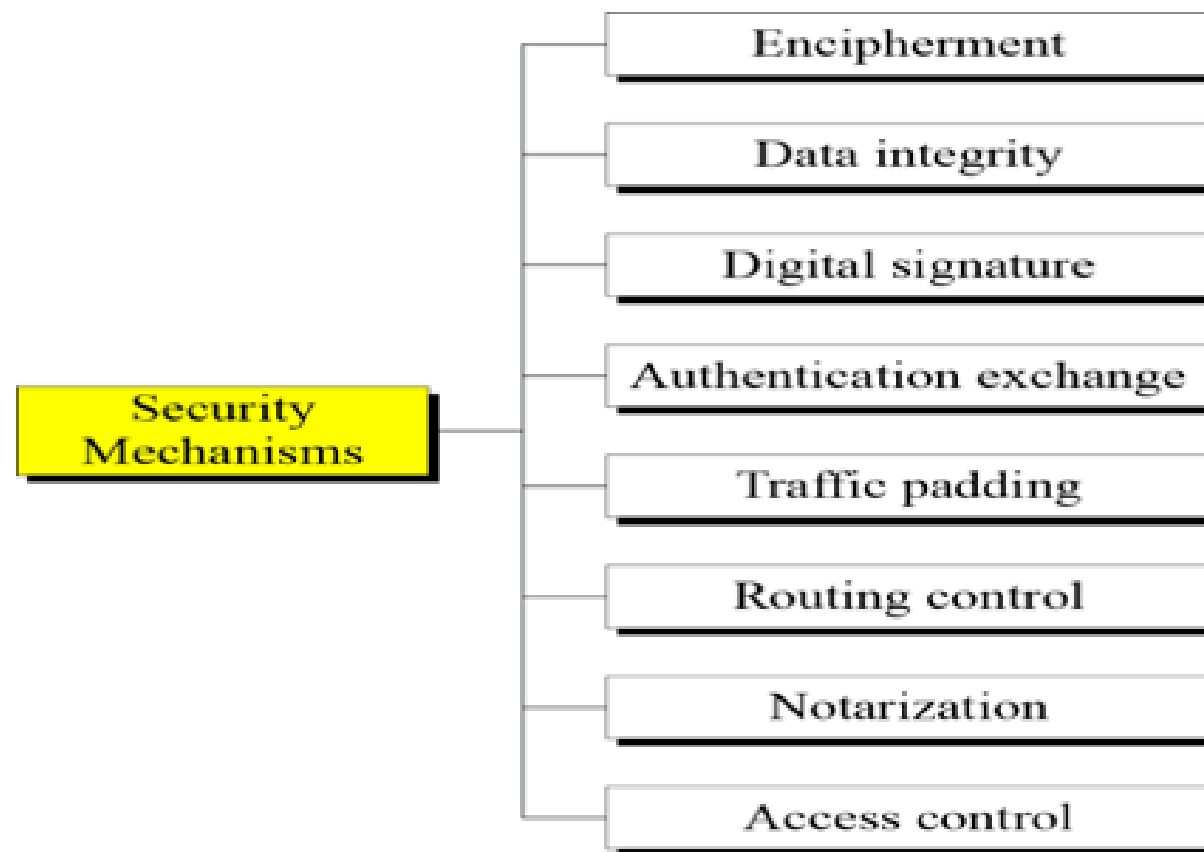 Encipherment
Data integrity
Digital signature
Authentication exchange
Security
Mechanisms
Traffic padding
Routing control
Notarization
Access control